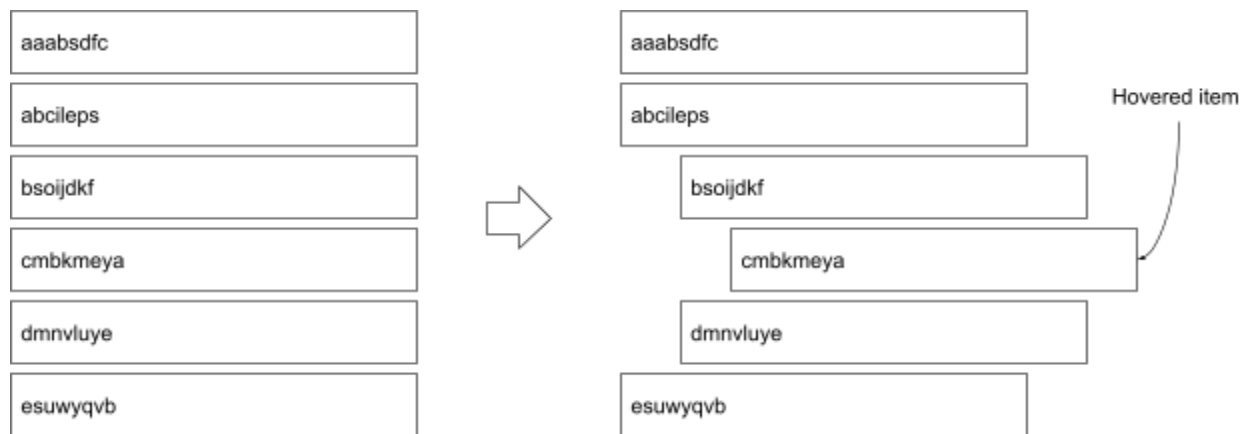 aaabsdfc
abcileps
bsoijdkf
cmbkmeya
dmnvluye
esuwyqvb
aaabsdfc
abcileps
Hovered item
bsoijdkf
cmbkmeya
dmnvluye
esuwyqvb